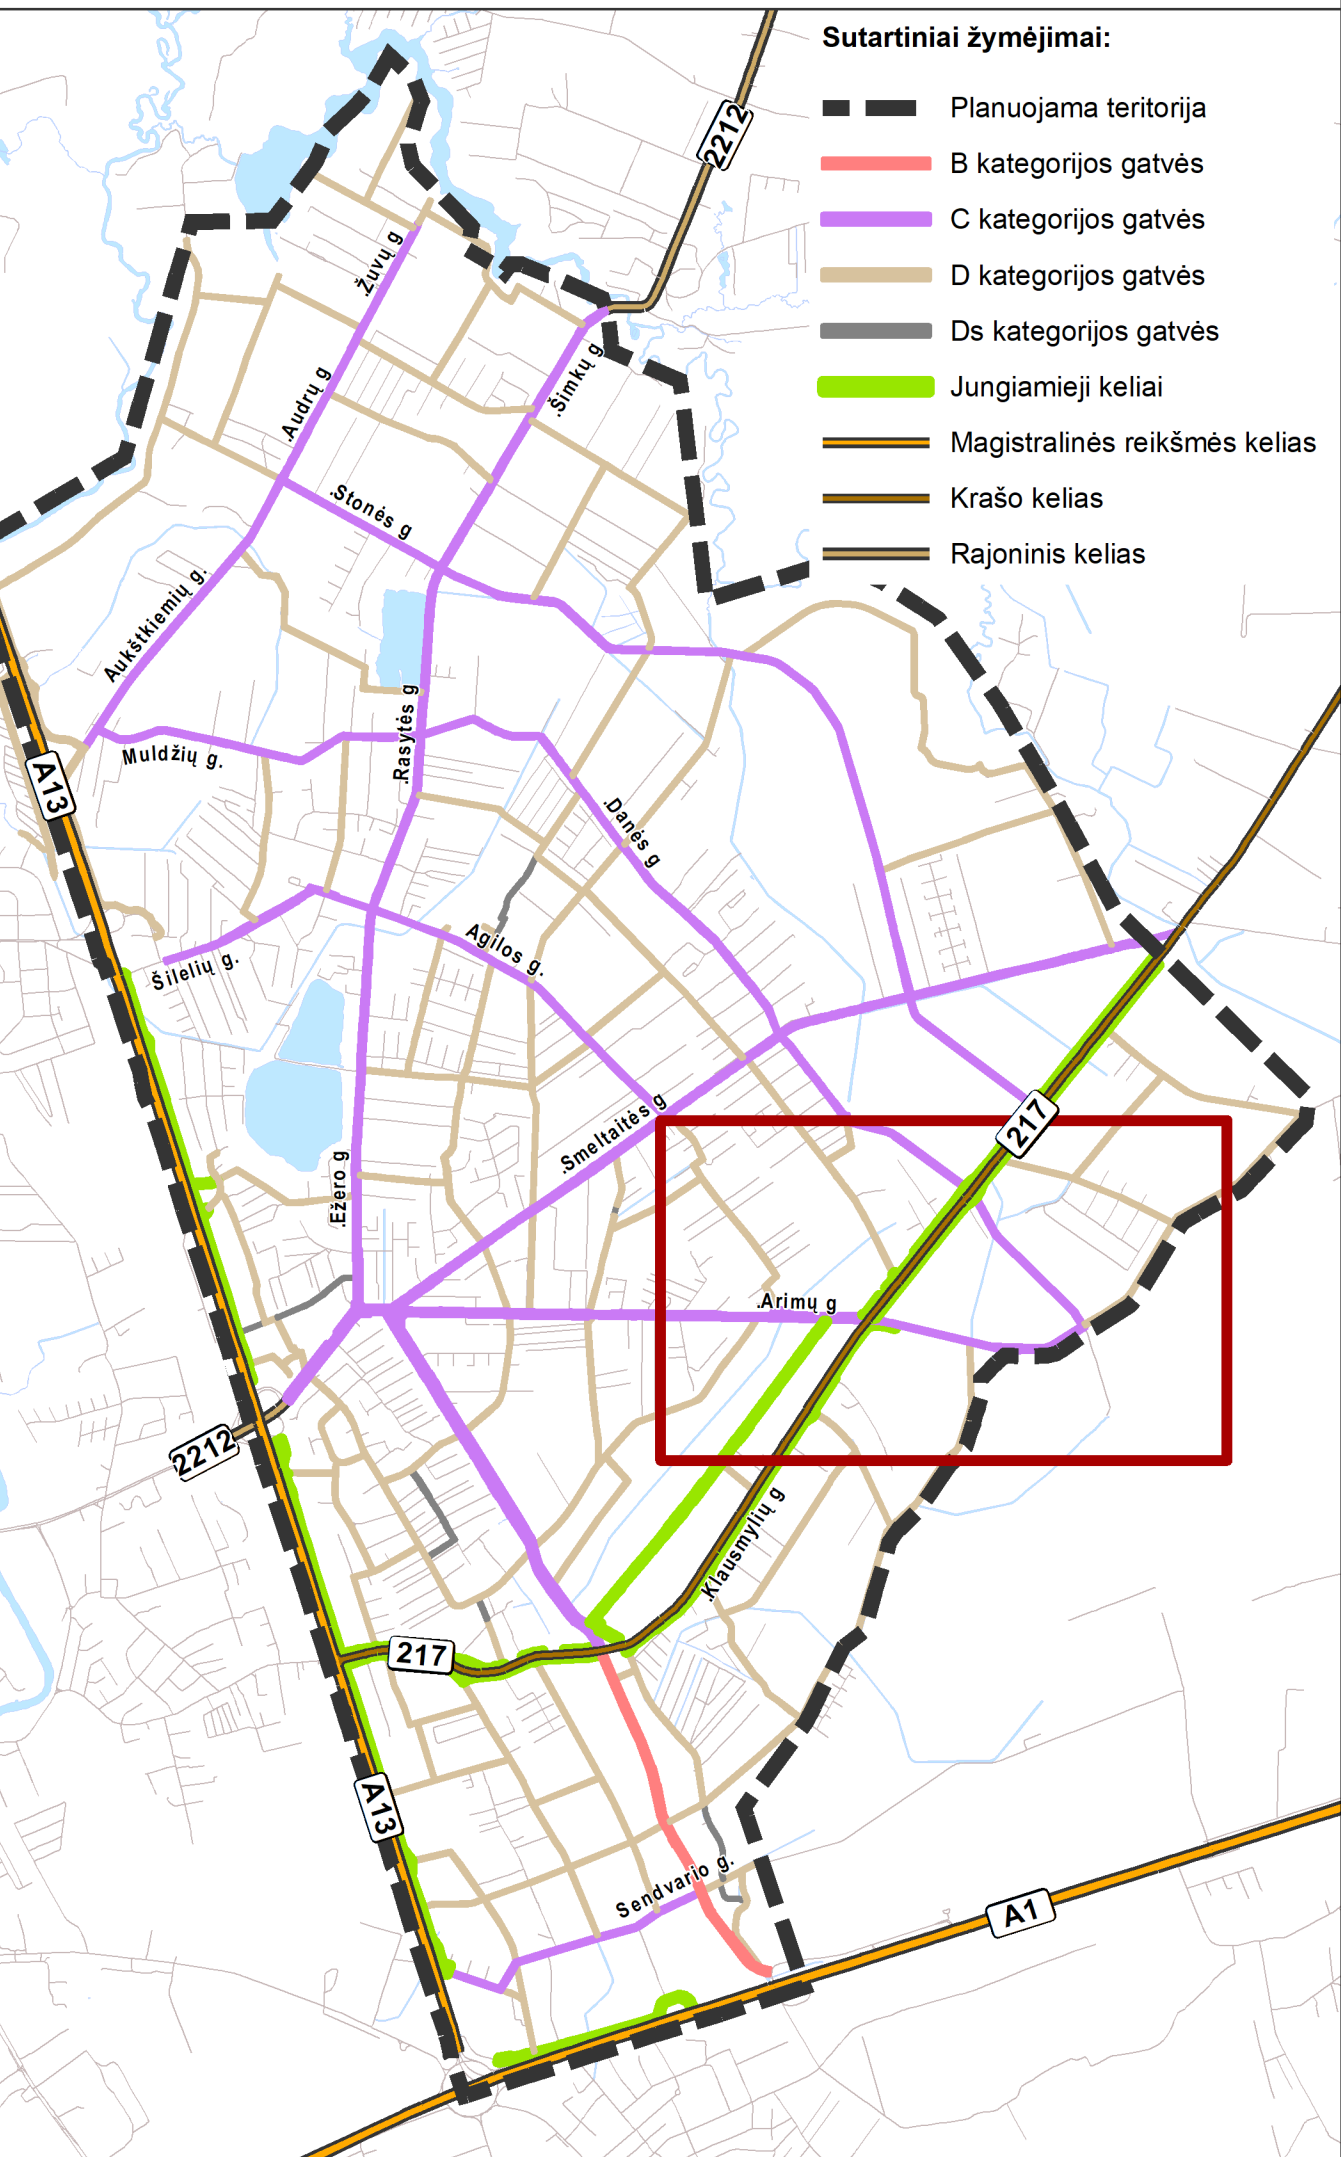 Sutartiniai žymėjimai:
Planuojama teritorija
B kategorijos gatvės
C kategorijos gatvės
D kategorijos gatvės
Ds kategorijos gatvės
Jungiamieji keliai
Magistralinės reikšmės kelias
Krašo kelias
Rajoninis kelias
2212
.Žuvų g
.Šimkų g
.Audrų g
.Stonės g
Aukštkiemių g.
.Rasytės g
Muldžių g.
A13
.Danės g
Agilos g.
Šilelių g.
217
Smeltaitės g
.Ežero g
.Arimų g
2212
.Klausmylių g
217
A13
Sendvario g.
A1